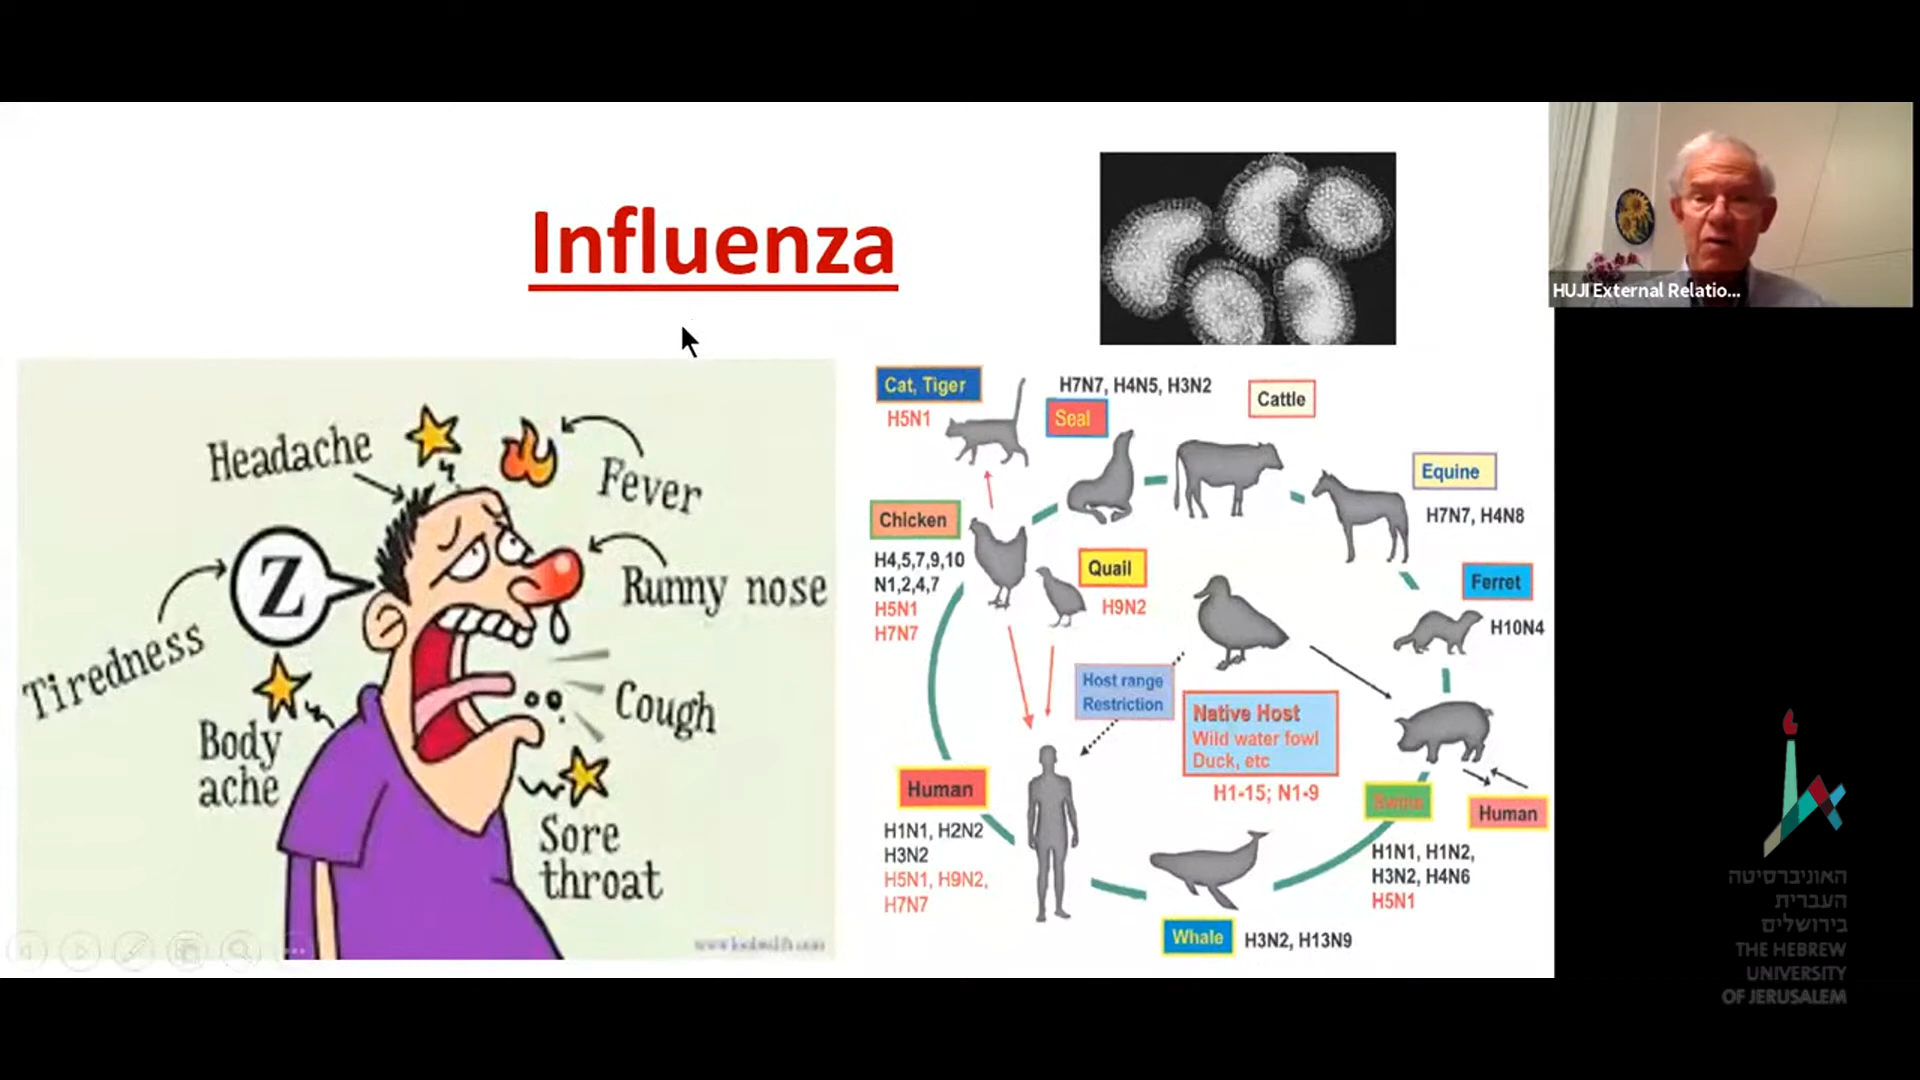 Influenza
HUJI External Relatio...
Headache
Fever
Z
Runny nose
Tiredness
Cough
Body
ache
Sore
throat
Cat, Tiger
H5N1
H7N7, H4N5, H3N2
Seal
Cattle
Equine
H7N7, H4N8
Chicken
H4,5,7,9,10
N1,2,4,7
H5N1
H7N7
Quail
H9N2
Ferret
H10N4
Host range
Restriction
Native Host
Wild water fowl
Duck, etc
H1-15; N1-9
Human
H1N1, H2N2
H3N2
H5N1, H9N2,
H7N7
Swine
Human
H1N1, H1N2,
H3N2, H4N6
H5N1
Whale
H3N2, H13N9
האוניברסיטה
העברית
בירושלים
THE HEBREW
UNIVERSITY
OF JERUSALEM